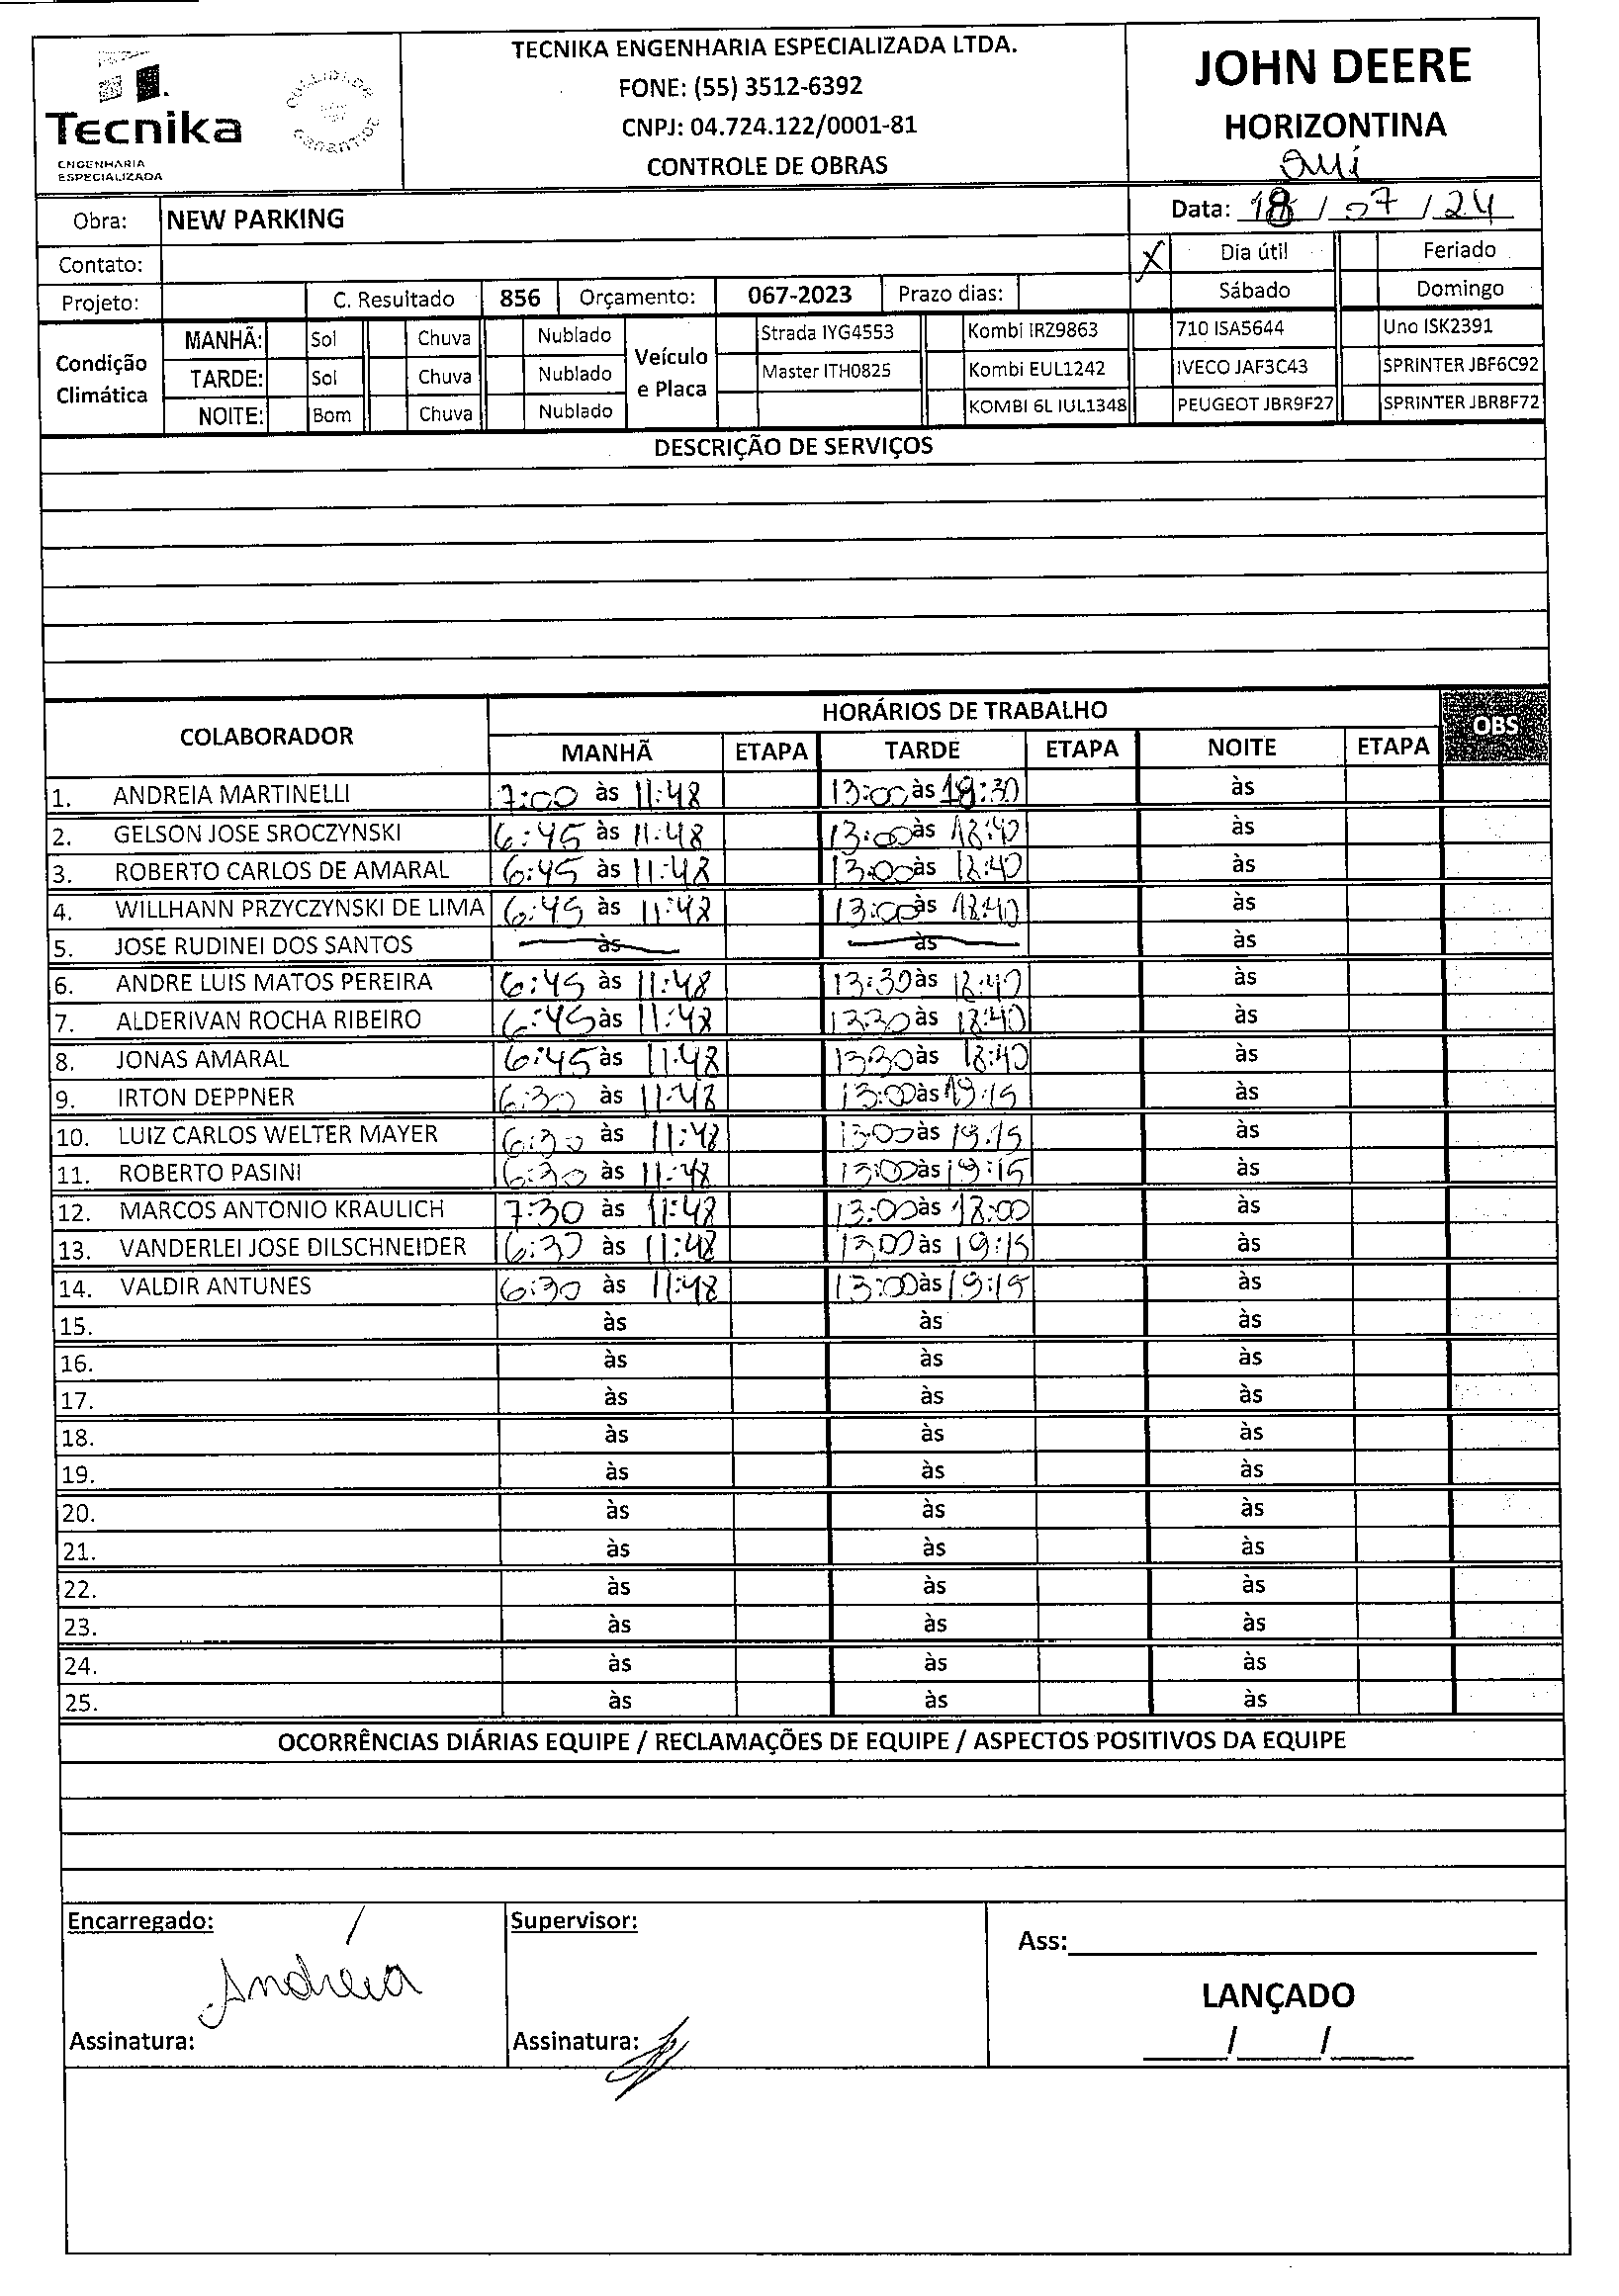 TECNIKA ENGENHARIA ESPECIALIZADA LTDA.
FONE: (55) 3512-6392
CNPJ: 04.724.122/0001-81
CONTROLE DE OBRAS
Tecnika
ENGENHARIA
ESPECIALIZADA
JOHN DEERE
HORIZONTINA
Obra: NEW PARKING Data: 18 / 07 / 24
Contato: X Dia útil Feriado
Projeto: C. Resultado 856 Orçamento: 067-2023 Prazo dias: Sábado Domingo
Condição Climática
MANHÃ: Sol Chuva Nublado
TARDE: Sol Chuva Nublado
NOITE: Bom Chuva Nublado
Veículo e Placa
Strada IYG4553 Kombi IRZ9863 710 ISA5644 Uno ISK2391
Master ITH0825 Kombi EUL1242 IVECO JAF3C43 SPRINTER JBF6C92
KOMBI 6L IUL1348 PEUGEOT JBR9F27 SPRINTER JBR8F72
DESCRIÇÃO DE SERVIÇOS
COLABORADOR HORÁRIOS DE TRABALHO OBS
MANHÃ ETAPA TARDE ETAPA NOITE ETAPA
1. ANDREIA MARTINELLI 7:00 às 11:48 13:00 às 18:30 às
2. GELSON JOSE SROCZYNSKI 6:45 às 11:48 13:00 às 18:40 às
3. ROBERTO CARLOS DE AMARAL 6:45 às 11:48 13:00 às 18:40 às
4. WILLHANN PRZYCZYNSKI DE LIMA 6:45 às 11:48 13:00 às 18:40 às
5. JOSE RUDINEI DOS SANTOS às às às
6. ANDRE LUIS MATOS PEREIRA 6:45 às 11:48 13:30 às 18:40 às
7. ALDERIVAN ROCHA RIBEIRO 6:45 às 11:48 13:30 às 18:40 às
8. JONAS AMARAL 6:45 às 11:48 13:30 às 18:40 às
9. IRTON DEPPNER 6:30 às 11:48 13:00 às 19:15 às
10. LUIZ CARLOS WELTER MAYER 6:30 às 11:48 13:00 às 19:15 às
11. ROBERTO PASINI 6:30 às 11:48 13:00 às 19:15 às
12. MARCOS ANTONIO KRAULICH 7:30 às 11:48 13:00 às 18:00 às
13. VANDERLEI JOSE DILSCHNEIDER 6:30 às 11:48 13:00 às 19:15 às
14. VALDIR ANTUNES 6:30 às 11:48 13:00 às 19:15 às
15. às às às
16. às às às
17. às às às
18. às às às
19. às às às
20. às às às
21. às às às
22. às às às
23. às às às
24. às às às
25. às às às
OCORRÊNCIAS DIÁRIAS EQUIPE / RECLAMAÇÕES DE EQUIPE / ASPECTOS POSITIVOS DA EQUIPE
Encarregado: Supervisor: Ass:
Andréia
LANÇADO
Assinatura: Assinatura: / /